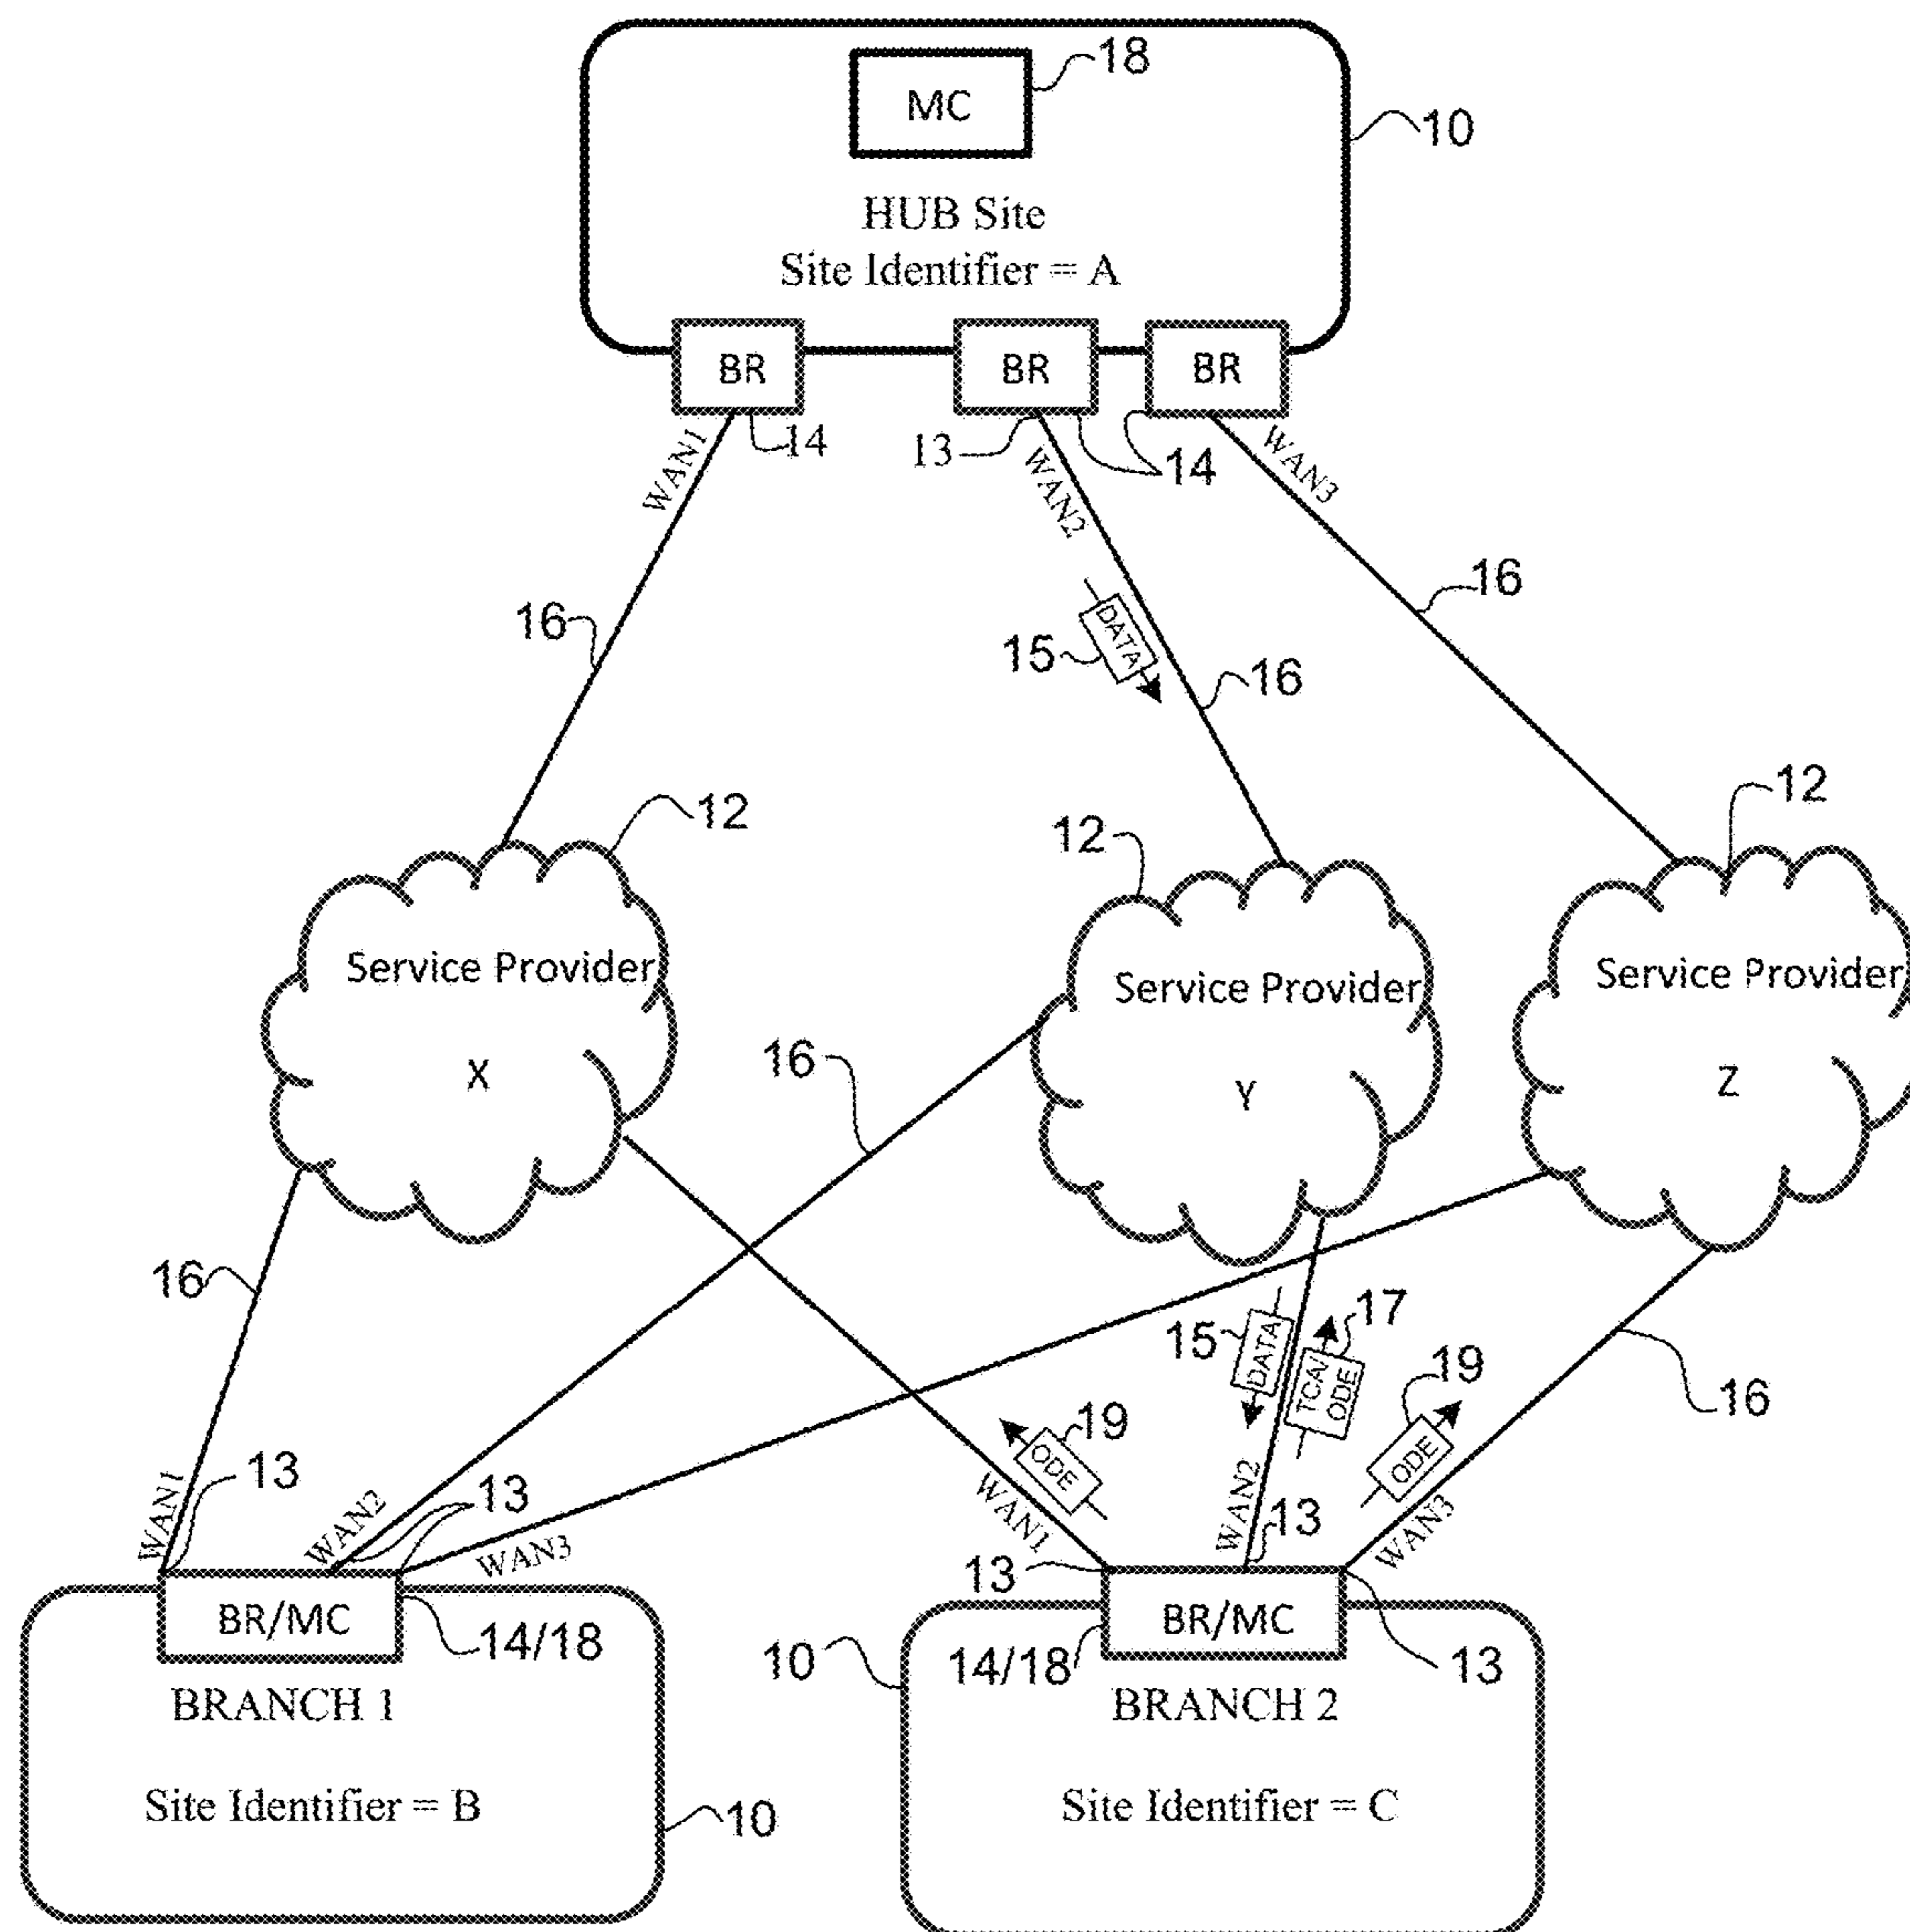 18
MC
10
HUB Site
Site Identifier = A
BR
BR
BR
14
13
14
WAN1
WAN2
WAN3
16
16
DATA
15
16
12
12
12
Service Provider
X
Service Provider
Y
Service Provider
Z
16
16
15
DATA
TCA/
ODE
17
19
ODE
19
ODE
16
13
WAN1
WAN2
13
WAN3
WAN1
WAN2
13
WAN3
13
BR/MC
14/18
BRANCH 1
Site Identifier = B
10
10
BR/MC
14/18
13
BRANCH 2
Site Identifier = C